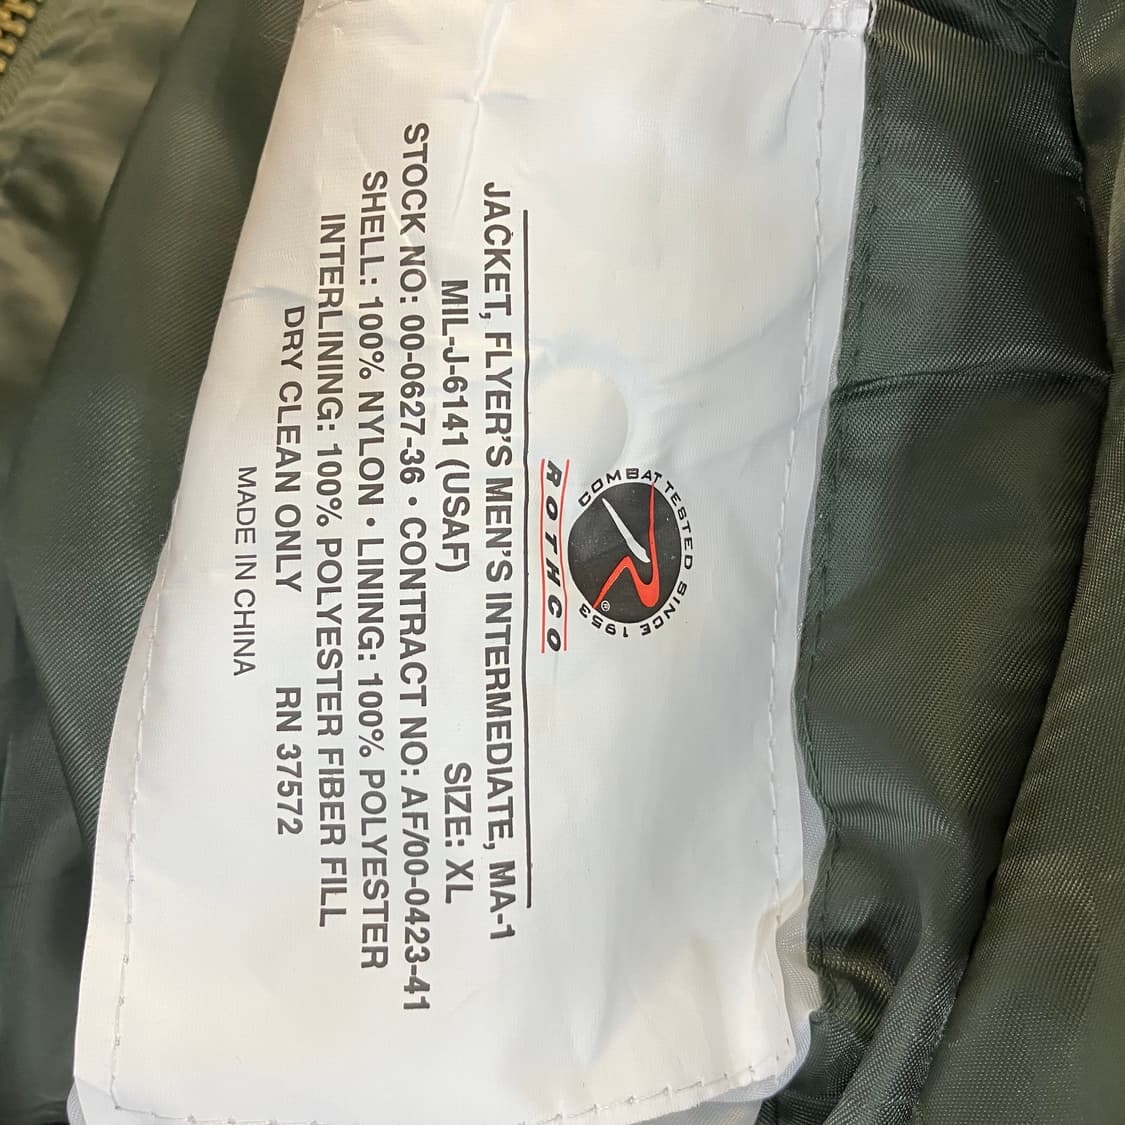 COMBAT TESTED SINCE 1953
R®
ROTHCO
JACKET, FLYER'S MEN'S INTERMEDIATE, MA-1
MIL-J-6141 (USAF) SIZE: XL
STOCK NO: 00-0627-36 • CONTRACT NO: AF/00-0423-41
SHELL: 100% NYLON • LINING: 100% POLYESTER
INTERLINING: 100% POLYESTER FIBER FILL
DRY CLEAN ONLY RN 37572
MADE IN CHINA